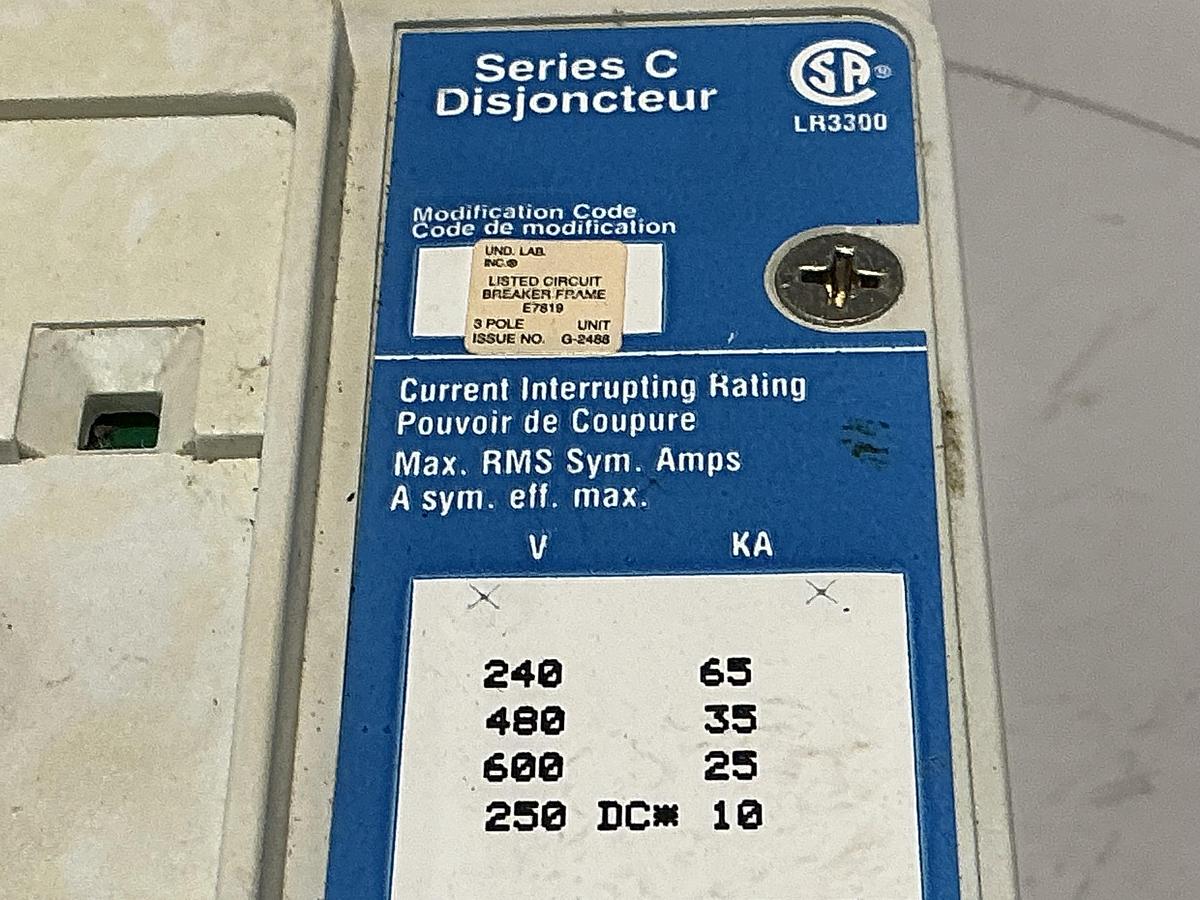 Series C
Disjoncteur
CSA®
LR3300
Modification Code
Code de modification
UND. LAB.
INC.®
LISTED CIRCUIT
BREAKER FRAME
E7819
3 POLE UNIT
ISSUE NO. G-2488
Current Interrupting Rating
Pouvoir de Coupure
Max. RMS Sym. Amps
A sym. eff. max.
V KA
240 65
480 35
600 25
250 DC* 10